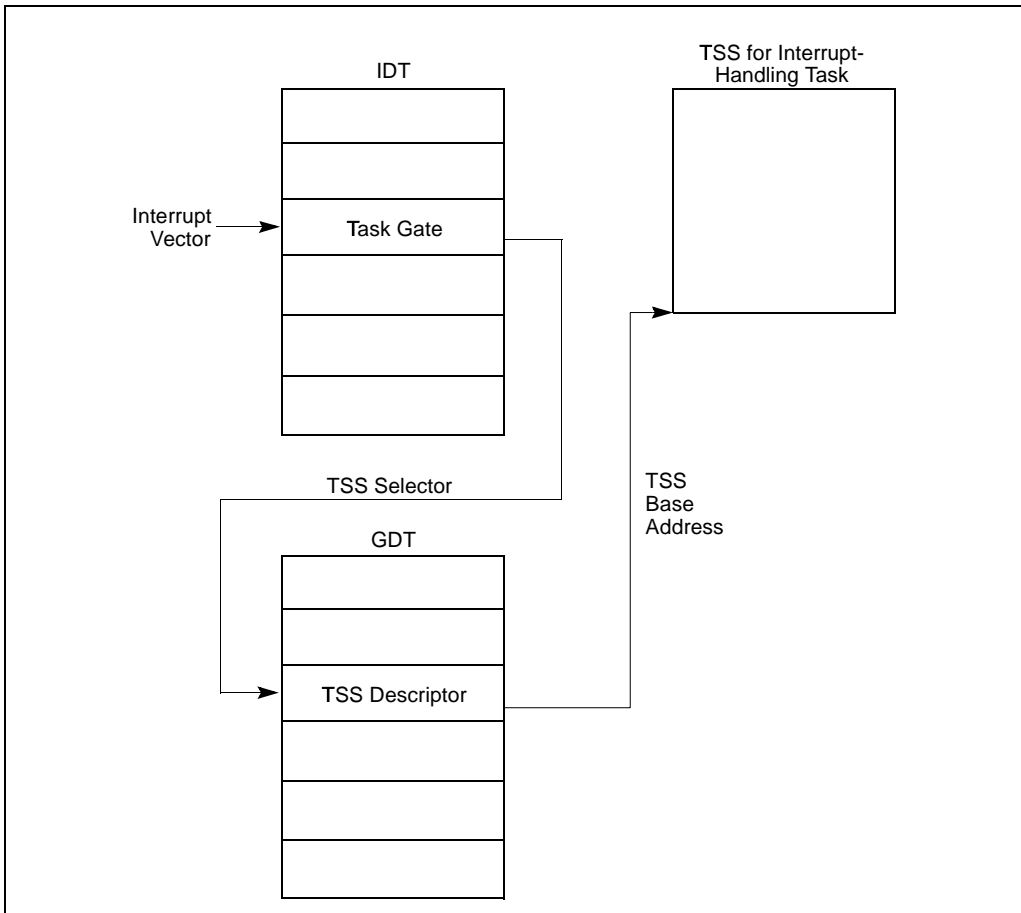 TSS for Interrupt-
Handling Task
IDT
Interrupt
Vector
Task Gate
TSS Selector
TSS
Base
Address
GDT
TSS Descriptor